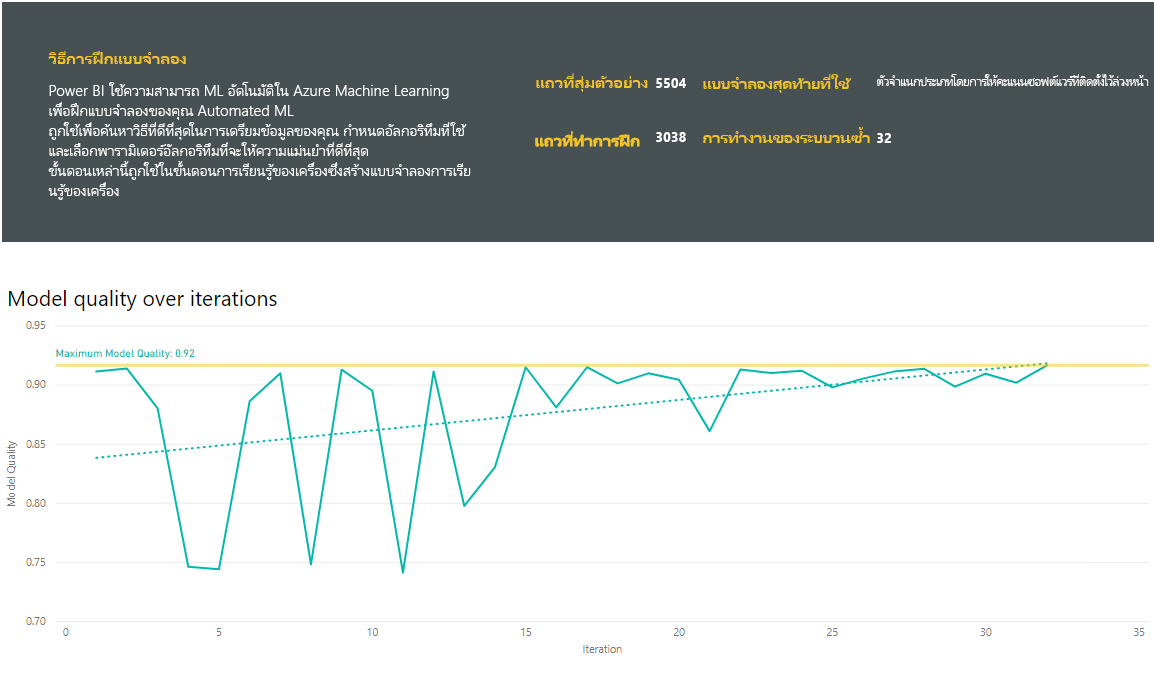 วิธีการฝึกแบบจำลอง
Power BI ใช้ความสามารถ ML อัตโนมัติใน Azure Machine Learning
เพื่อฝึกแบบจำลองของคุณ Automated ML
ถูกใช้เพื่อค้นหาวิธีที่ดีที่สุดในการเตรียมข้อมูลของคุณ กำหนดอัลกอริทึมที่ใช้
และเลือกพารามิเตอร์อัลกอริทึมที่จะให้ความแม่นยำที่ดีที่สุด
ขั้นตอนเหล่านี้ถูกใช้ในขั้นตอนการเรียนรู้ของเครื่องซึ่งสร้างแบบจำลองการเรีย
นรู้ของเครื่อง
แถวที่สุ่มตัวอย่าง 5504 แบบจำลองสุดท้ายที่ใช้ ตัวจำแนกประเภทโดยการให้คะแนนซอฟต์แวร์ที่ติดตั้งไว้ล่วงหน้า
แถวที่ทำการฝึก 3038 การทำงานของระบบวนซ้ำ 32
Model quality over iterations
Maximum Model Quality: 0.92
Model Quality
0.95
0.90
0.85
0.80
0.75
0.70
0 5 10 15 20 25 30 35
Iteration